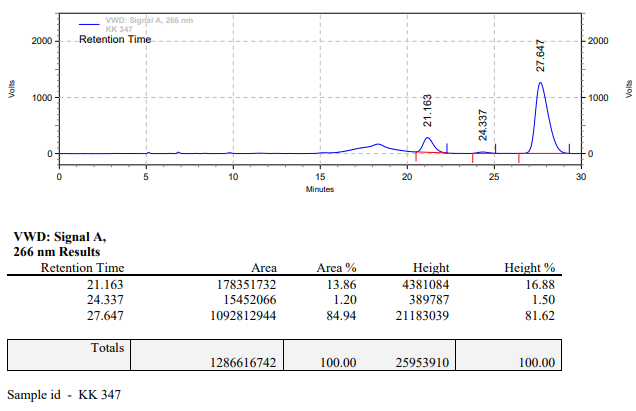 VWD: Signal A, 266 nm
KK 347
Retention Time
2000
1000
0
Volts
21.163
24.337
27.647
2000
1000
0
Volts
0 5 10 15 20 25 30
Minutes
VWD: Signal A,
266 nm Results
Retention Time Area Area % Height Height %
21.163 178351732 13.86 4381084 16.88
24.337 15452066 1.20 389787 1.50
27.647 1092812944 84.94 21183039 81.62
Totals
1286616742 100.00 25953910 100.00
Sample id - KK 347